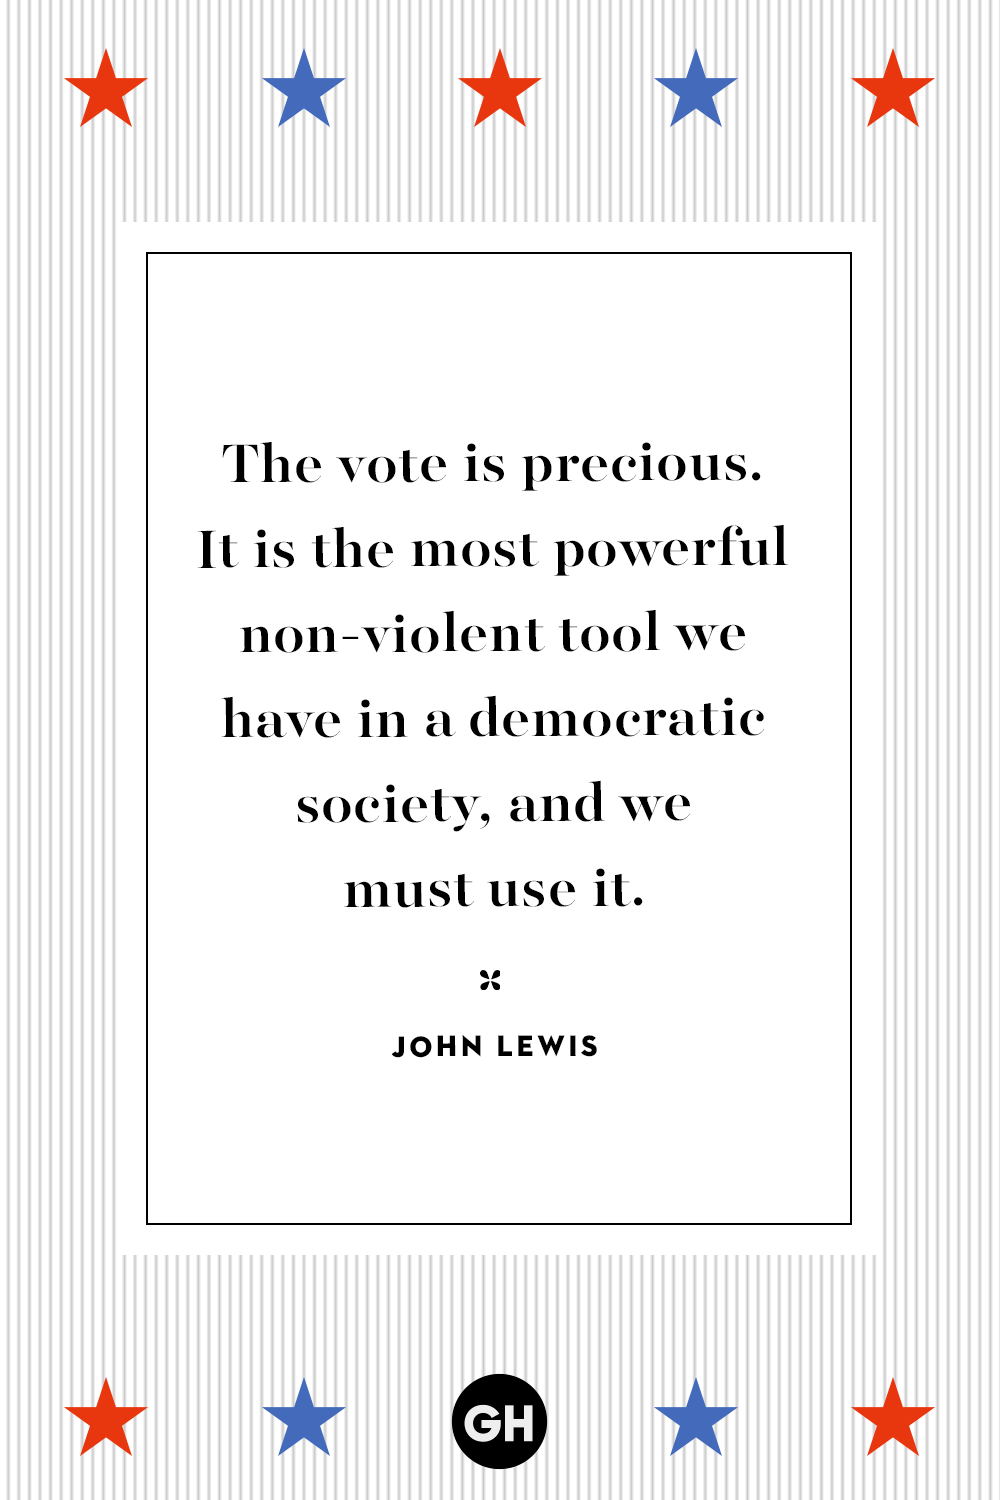 The vote is precious.
It is the most powerful
non-violent tool we
have in a democratic
society, and we
must use it.
JOHN LEWIS
GH